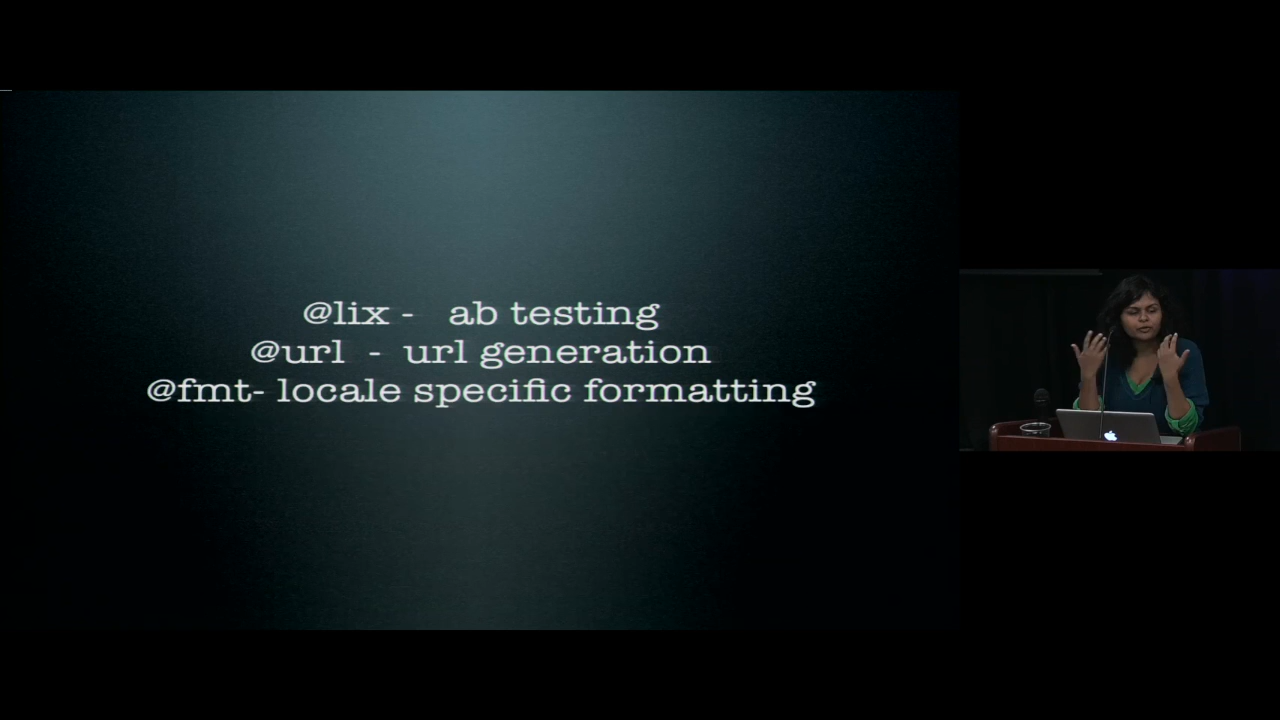 @lix - ab testing
@url - url generation
@fmt- locale specific formatting